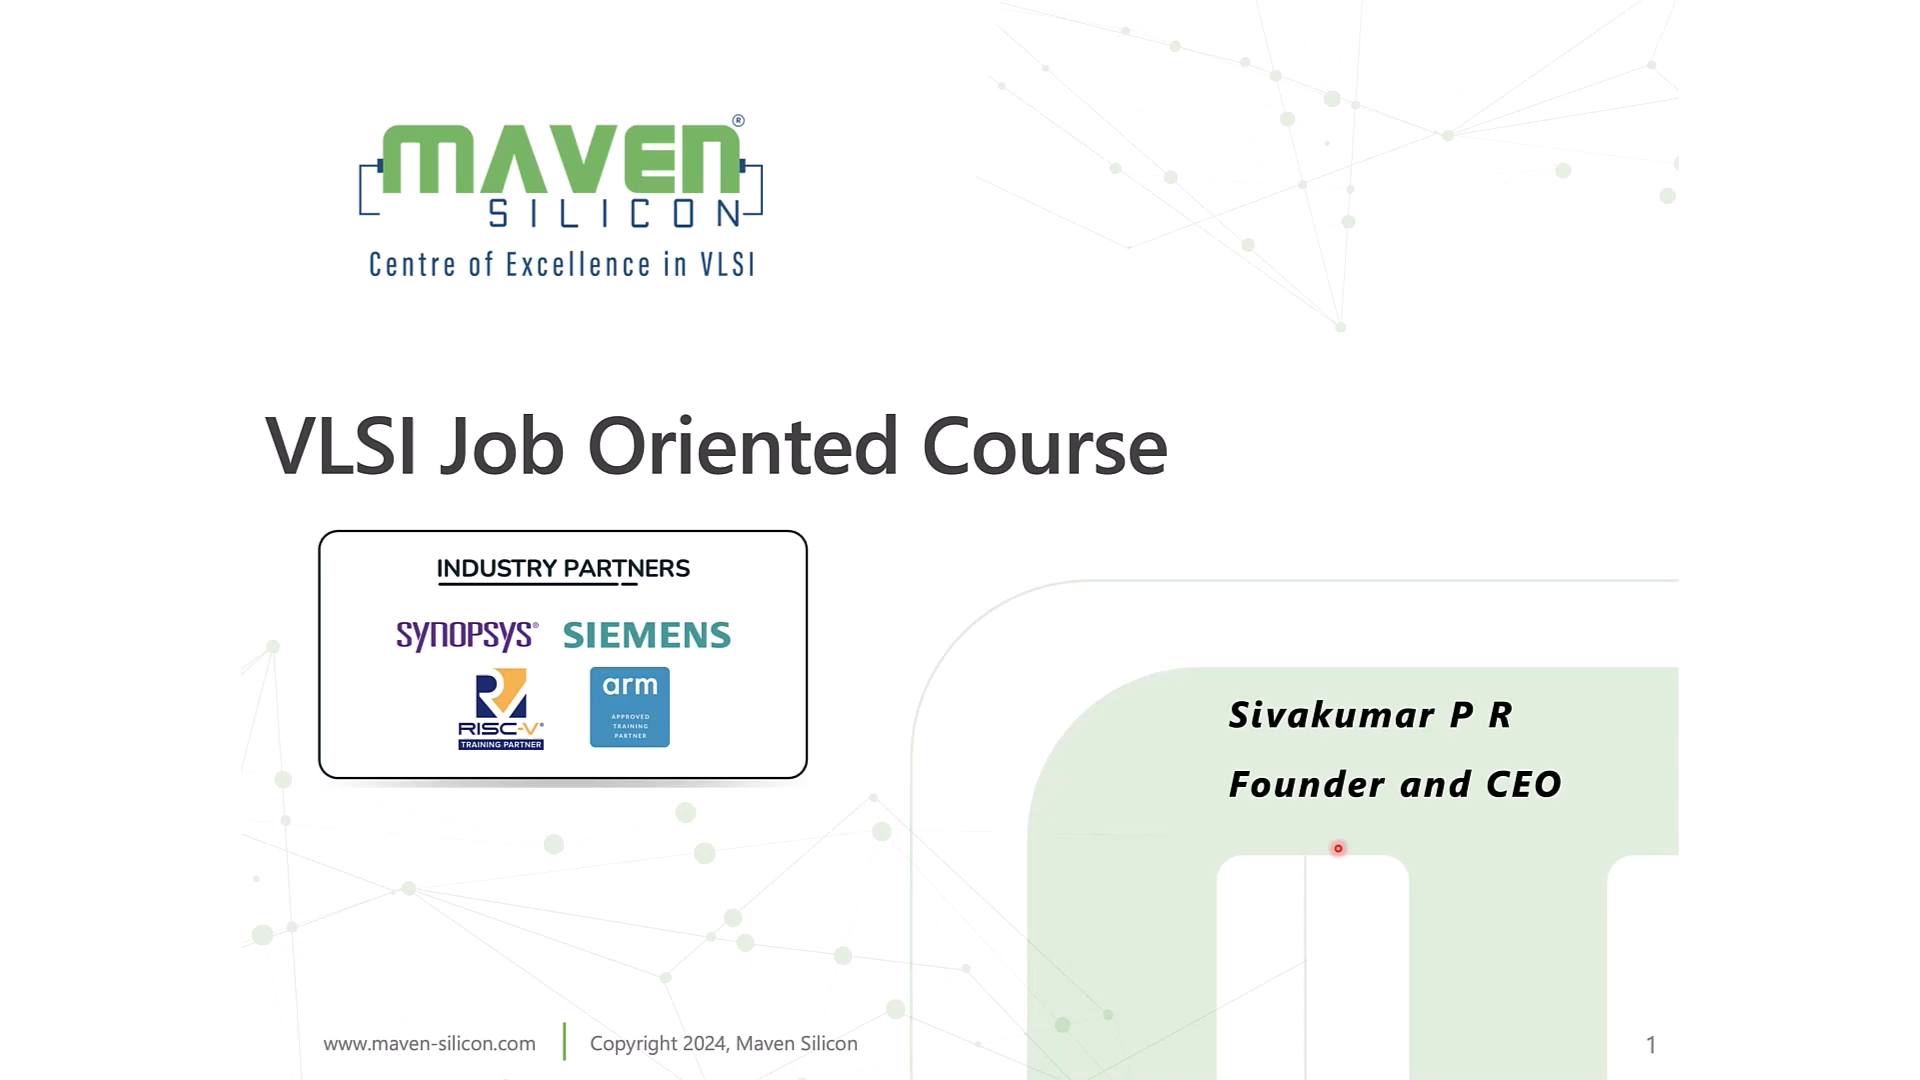 MAVEN®
SILICON
Centre of Excellence in VLSI
VLSI Job Oriented Course
INDUSTRY PARTNERS
SYNOPSYS® SIEMENS
RISC-V®
TRAINING PARTNER
arm
APPROVED
TRAINING
PARTNER
Sivakumar P R
Founder and CEO
www.maven-silicon.com
Copyright 2024, Maven Silicon
1